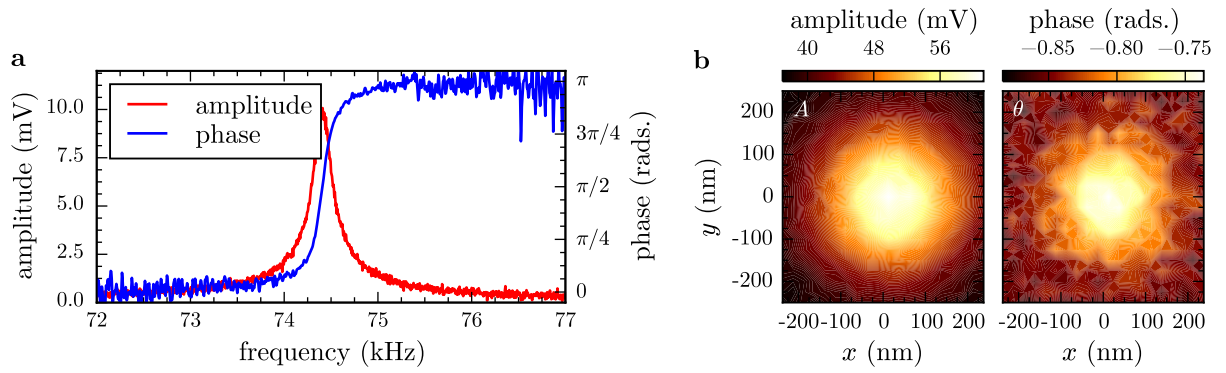 a
amplitude (mV)
10.0
7.5
5.0
2.5
0.0
amplitude
phase
π
3π/4
π/2
π/4
0
phase (rads.)
72 73 74 75 76 77
frequency (kHz)
b
amplitude (mV) phase (rads.)
40 48 56 −0.85 −0.80 −0.75
A θ
y (nm)
200
100
0
-100
-200
-200 -100 0 100 200 -200 -100 0 100 200
x (nm) x (nm)